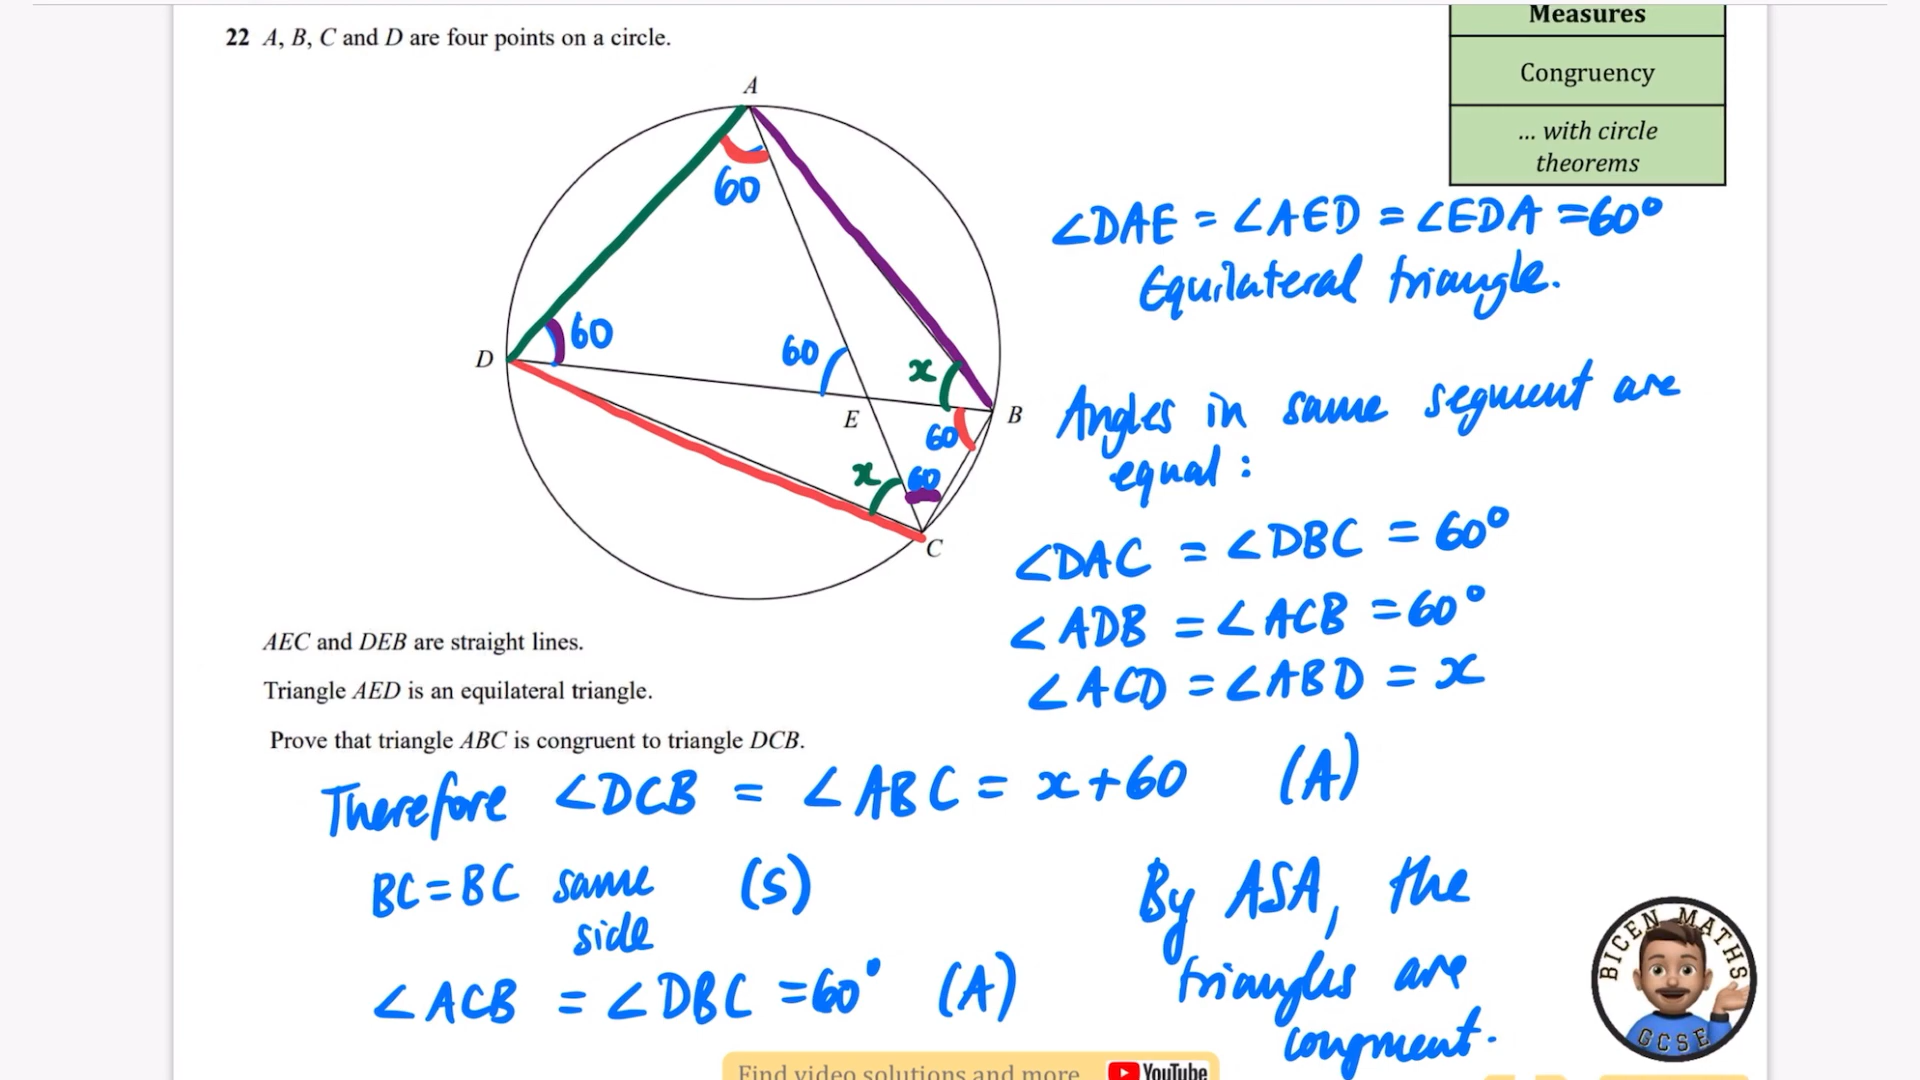 Measures
Congruency
... with circle
theorems
22 A, B, C and D are four points on a circle.
A
60
D
60
60
x
E
B
60
x
60
C
∠DAE = ∠AED = ∠EDA = 60°
Equilateral triangle.
Angles in same segment are
equal :
∠DAC = ∠DBC = 60°
∠ADB = ∠ACB = 60°
∠ACD = ∠ABD = x
AEC and DEB are straight lines.
Triangle AED is an equilateral triangle.
Prove that triangle ABC is congruent to triangle DCB.
Therefore ∠DCB = ∠ABC = x + 60 (A)
BC = BC same (S)
side
∠ACB = ∠DBC = 60° (A)
By ASA, the
triangles are
congruent.
BICEN MATHS
GCSE
Find video solutions and more
YouTube